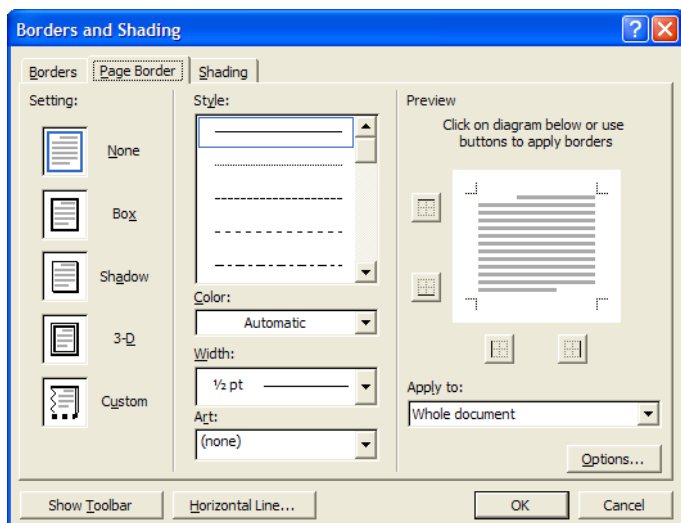 Borders and Shading
Borders
Page Border
Shading
Setting:
None
Box
Shadow
3-D
Custom
Style:
Color:
Automatic
Width:
½ pt
Art:
(none)
Preview
Click on diagram below or use
buttons to apply borders
Apply to:
Whole document
Options...
Show Toolbar
Horizontal Line...
OK
Cancel